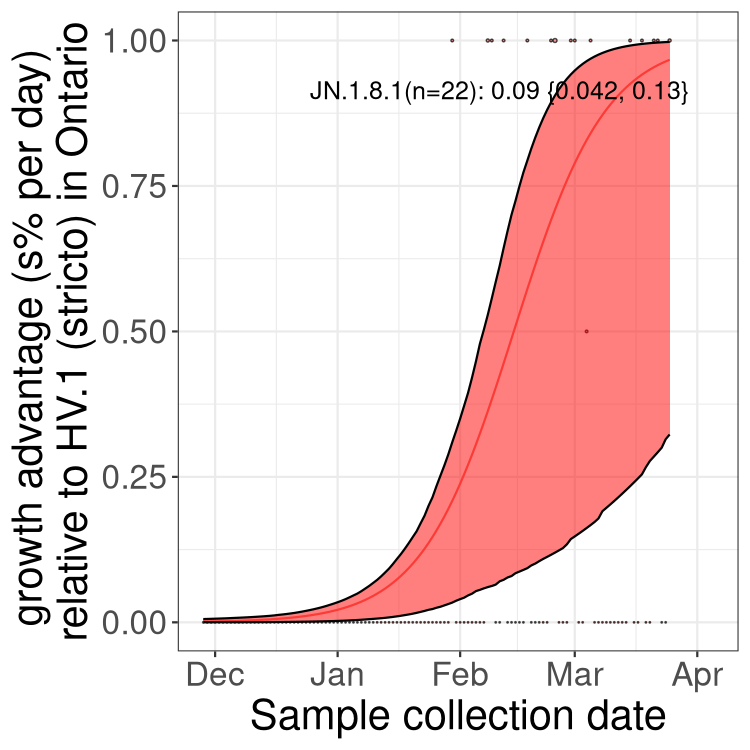 growth advantage (s% per day)
relative to HV.1 (stricto) in Ontario
1.00
0.75
0.50
0.25
0.00
JN.1.8.1(n=22): 0.09 {0.042, 0.13}
Dec Jan Feb Mar Apr
Sample collection date